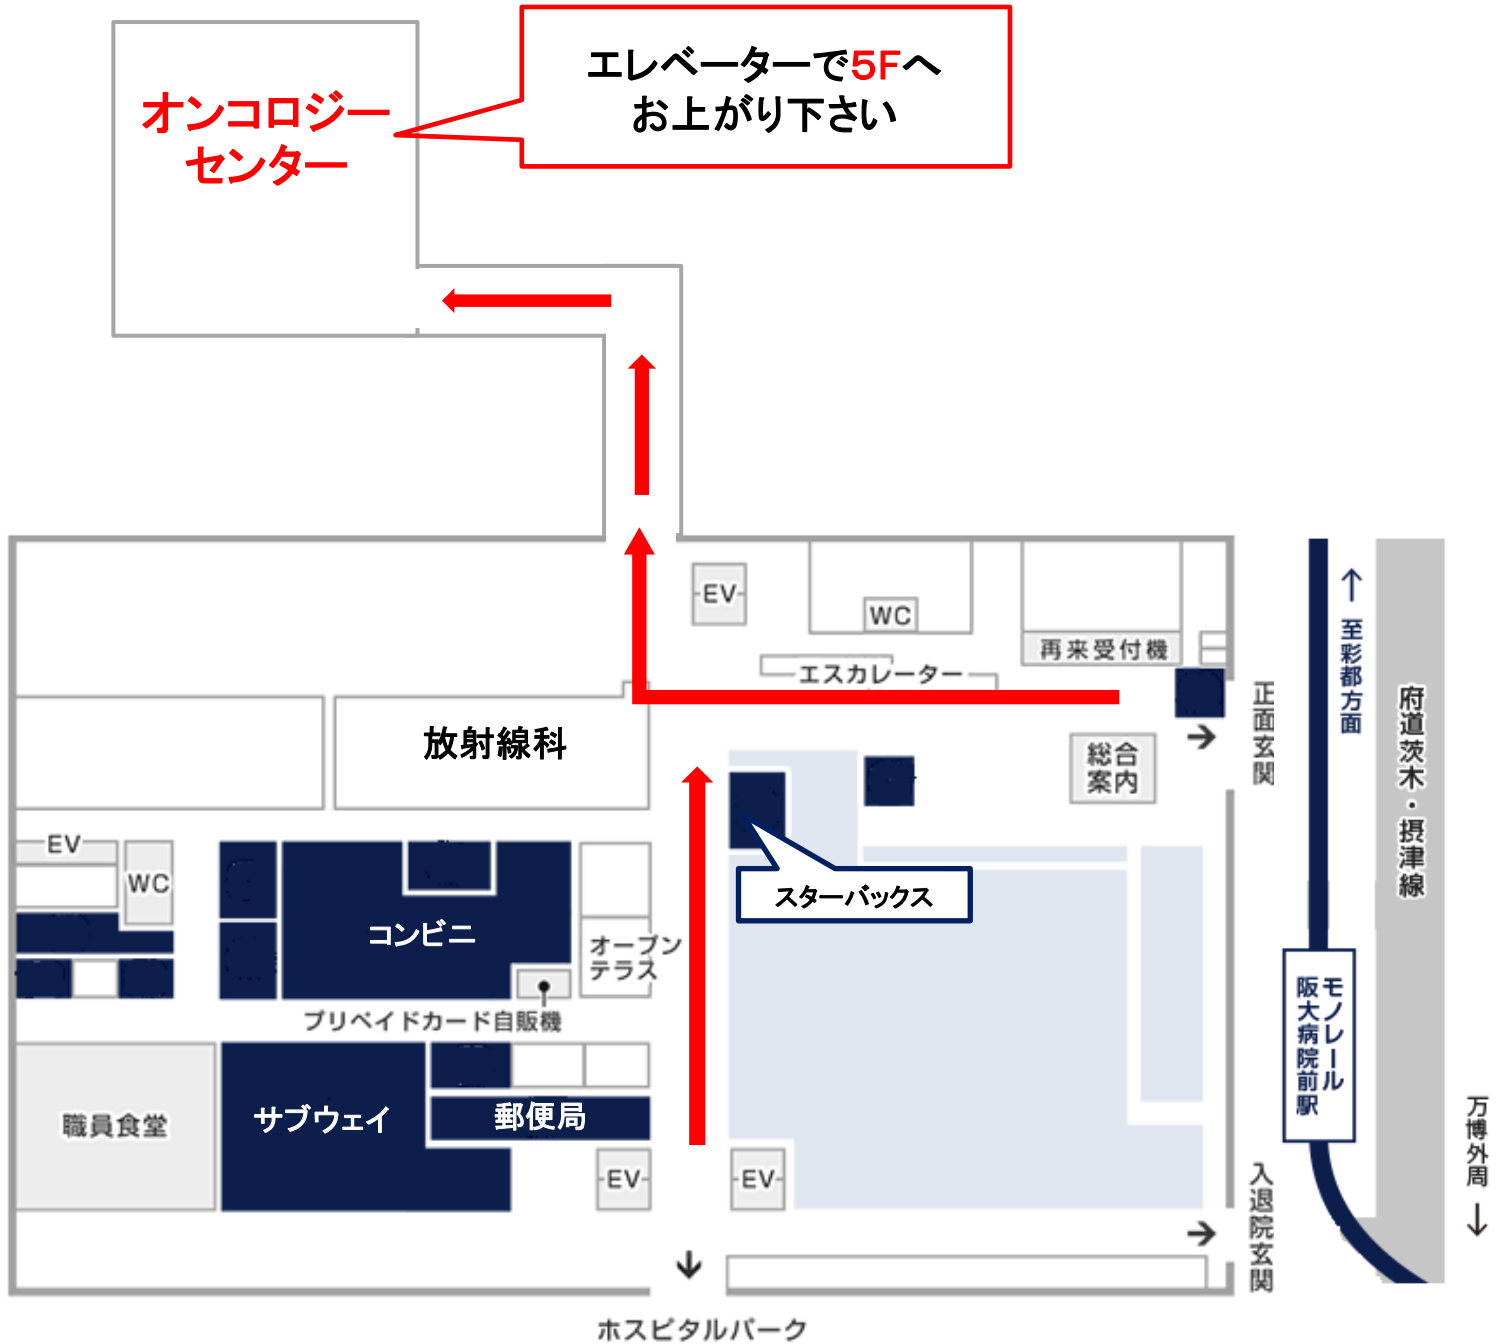 エレベーターで5Fへ
お上がり下さい
オンコロジー
センター
EV
WC
再来受付機
エスカレーター
正面玄関
至彩都方面
府道茨木・摂津線
放射線科
総合
案内
EV
WC
コンビニ
スターバックス
オープン
テラス
プリペイドカード自販機
モノレール
阪大病院前駅
職員食堂
サブウェイ
郵便局
EV
EV
入退院玄関
万博外周
ホスピタルパーク